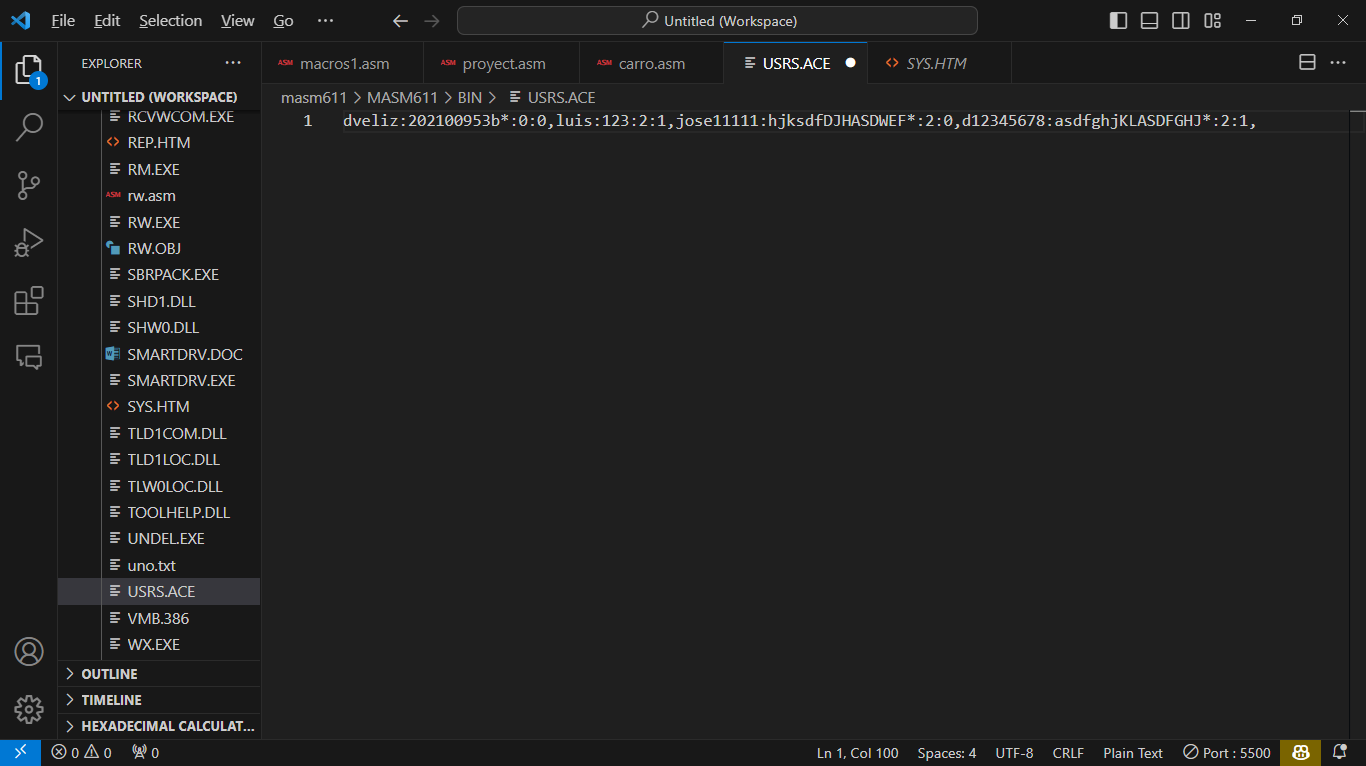 File Edit Selection View Go ···
Untitled (Workspace)
EXPLORER ···
macros1.asm
proyect.asm
carro.asm
USRS.ACE
SYS.HTM
1
UNTITLED (WORKSPACE)
masm611 > MASM611 > BIN > USRS.ACE
1 dveliz:202100953b*:0:0,luis:123:2:1,jose11111:hjksdfDJHASDWEF*:2:0,d12345678:asdfghjKLASDFGHJ*:2:1,
RCVWCOM.EXE
REP.HTM
RM.EXE
ASM rw.asm
RW.EXE
RW.OBJ
SBRPACK.EXE
SHD1.DLL
SHW0.DLL
SMARTDRV.DOC
SMARTDRV.EXE
SYS.HTM
TLD1COM.DLL
TLD1LOC.DLL
TLW0LOC.DLL
TOOLHELP.DLL
UNDEL.EXE
uno.txt
USRS.ACE
VMB.386
WX.EXE
OUTLINE
TIMELINE
HEXADECIMAL CALCULAT...
0 0 0
Ln 1, Col 100 Spaces: 4 UTF-8 CRLF Plain Text Port : 5500